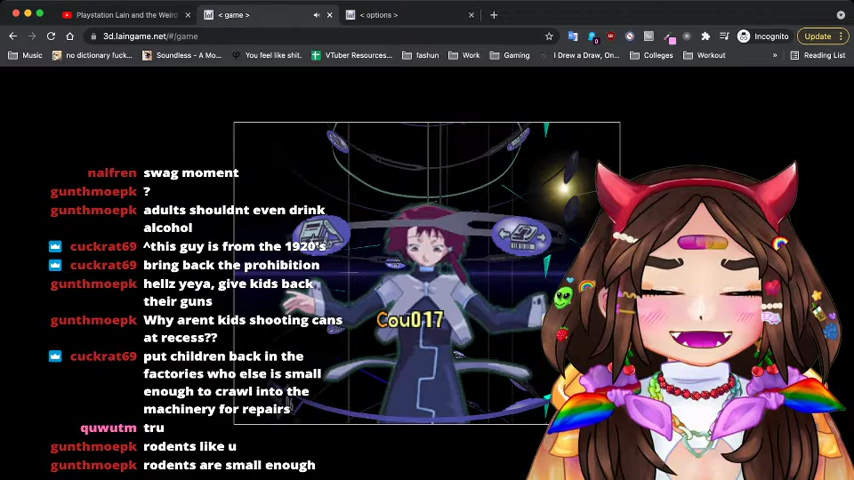 Playstation Lain and the Weird
< game >
< options >
3d.laingame.net/#/game
Incognito
Update
Music
no dictionary fuck...
Soundless - A Mo...
You feel like shit.
VTuber Resources...
fashun
Work
Gaming
I Drew a Draw, On...
Colleges
Workout
Reading List
nalfren swag moment
gunthmoepk ?
gunthmoepk adults shouldnt even drink
alcohol
cuckrat69 ^this guy is from the 1920's
cuckrat69 bring back the prohibition
gunthmoepk hellz yeya, give kids back
their guns
gunthmoepk Why arent kids shooting cans
at recess??
cuckrat69 put children back in the
factories who else is small
enough to crawl into the
machinery for repairs
quwutm tru
gunthmoepk rodents like u
gunthmoepk rodents are small enough
Cou017